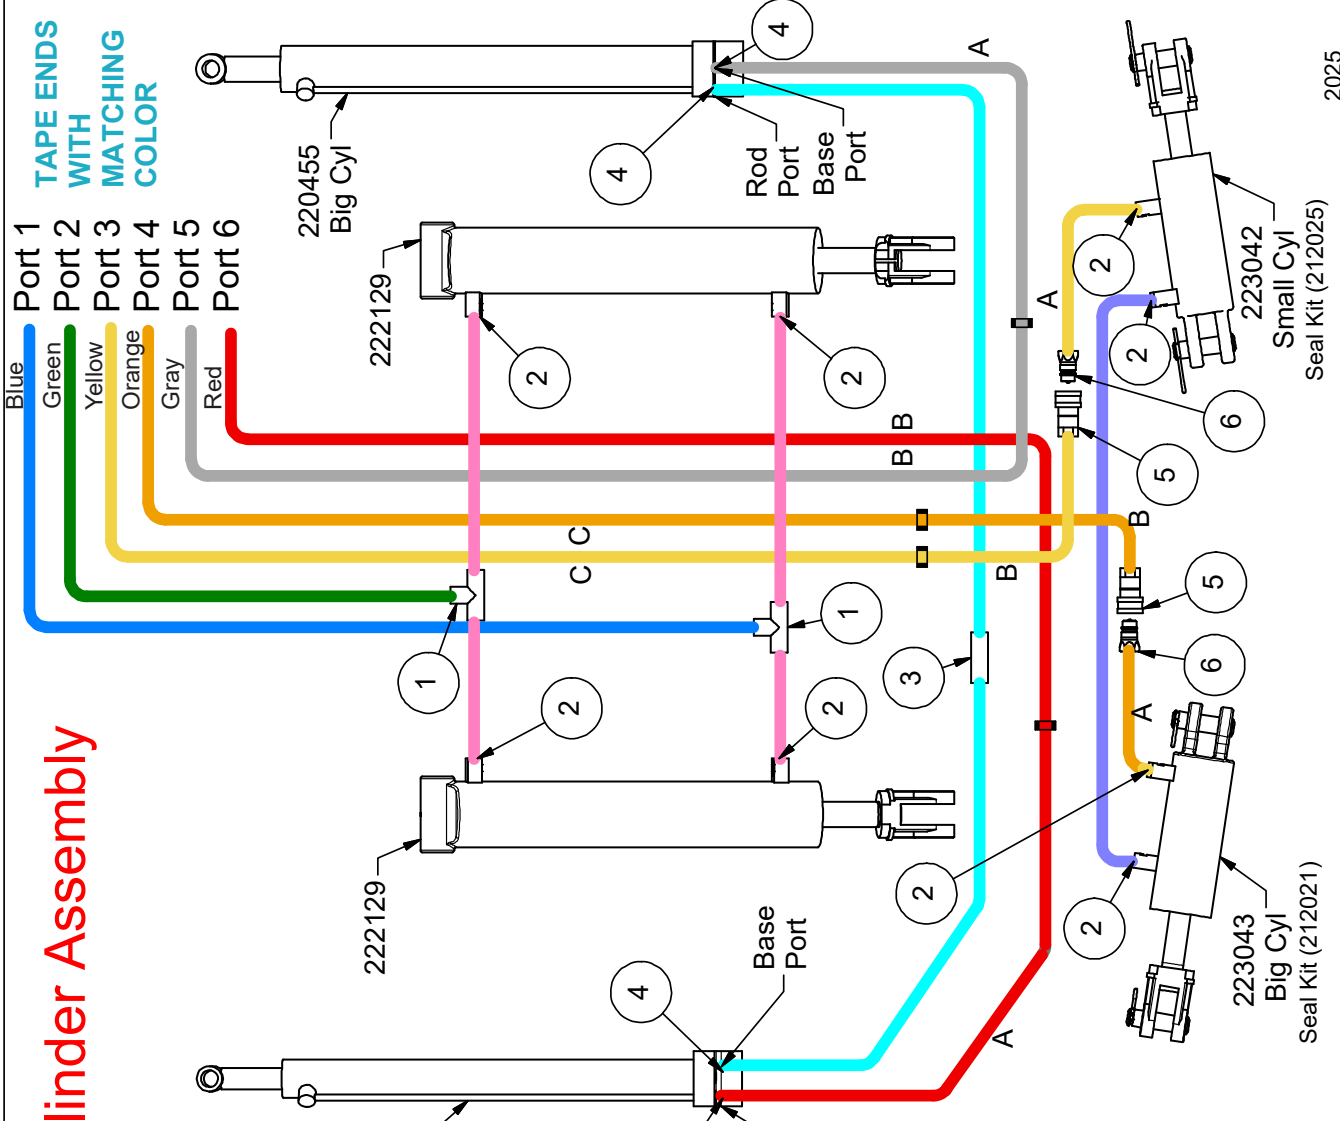 linder Assembly
TAPE ENDS
WITH
MATCHING
COLOR
Port 1
Port 2
Port 3
Port 4
Port 5
Port 6
Blue
Green
Yellow
Orange
Gray
Red
220455
Big Cyl
222129
222129
Rod
Port
Base
Port
Base
Port
4
4
4
2
2
2
2
1
1
3
A
B
B
C
C
B
A
A
B
A
2
2
2
2
5
6
5
6
223042
Small Cyl
Seal Kit (212025)
223043
Big Cyl
Seal Kit (212021)
2025